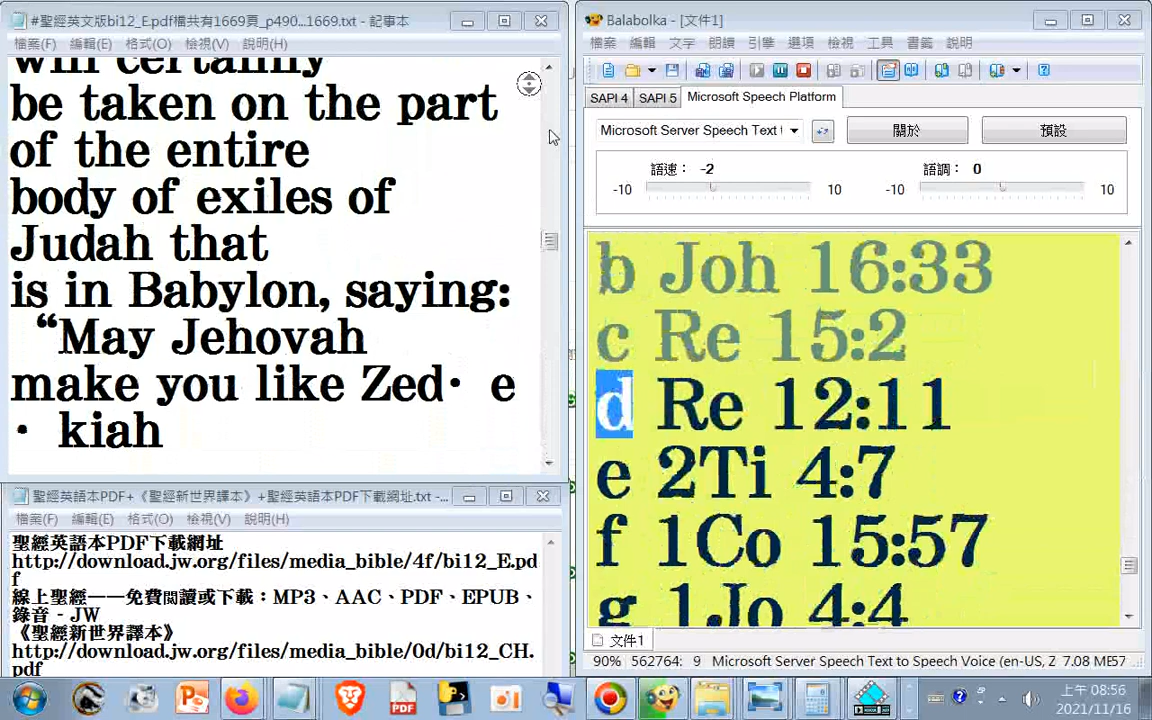 #聖經英文版bi12_E.pdf檔共有1669頁_p490...1669.txt - 記事本
檔案(F) 編輯(E) 格式(O) 檢視(V) 說明(H)
will certainly
be taken on the part
of the entire
body of exiles of
Judah that
is in Babylon, saying:
“May Jehovah
make you like Zed· e
· kiah
聖經英語本PDF+《聖經新世界譯本》+聖經英語本PDF下載網址.txt - ...
檔案(F) 編輯(E) 格式(O) 檢視(V) 說明(H)
聖經英語本PDF下載網址
http://download.jw.org/files/media_bible/4f/bi12_E.pd
f
線上聖經——免費閱讀或下載：MP3、AAC、PDF、EPUB、
錄音 - JW
《聖經新世界譯本》
http://download.jw.org/files/media_bible/0d/bi12_CH.
pdf
Balabolka - [文件1]
檔案 編輯 文字 朗讀 引擎 選項 檢視 工具 書籤 說明
SAPI 4 SAPI 5 Microsoft Speech Platform
Microsoft Server Speech Text 關於 預設
語速： -2 語調： 0
-10 10 -10 10
b Joh 16:33
c Re 15:2
d Re 12:11
e 2Ti 4:7
f 1Co 15:57
g 1Jo 4:4
文件1
90% 562764: 9 Microsoft Server Speech Text to Speech Voice (en-US, Z 7.08 ME57
上午 08:56
2021/11/16